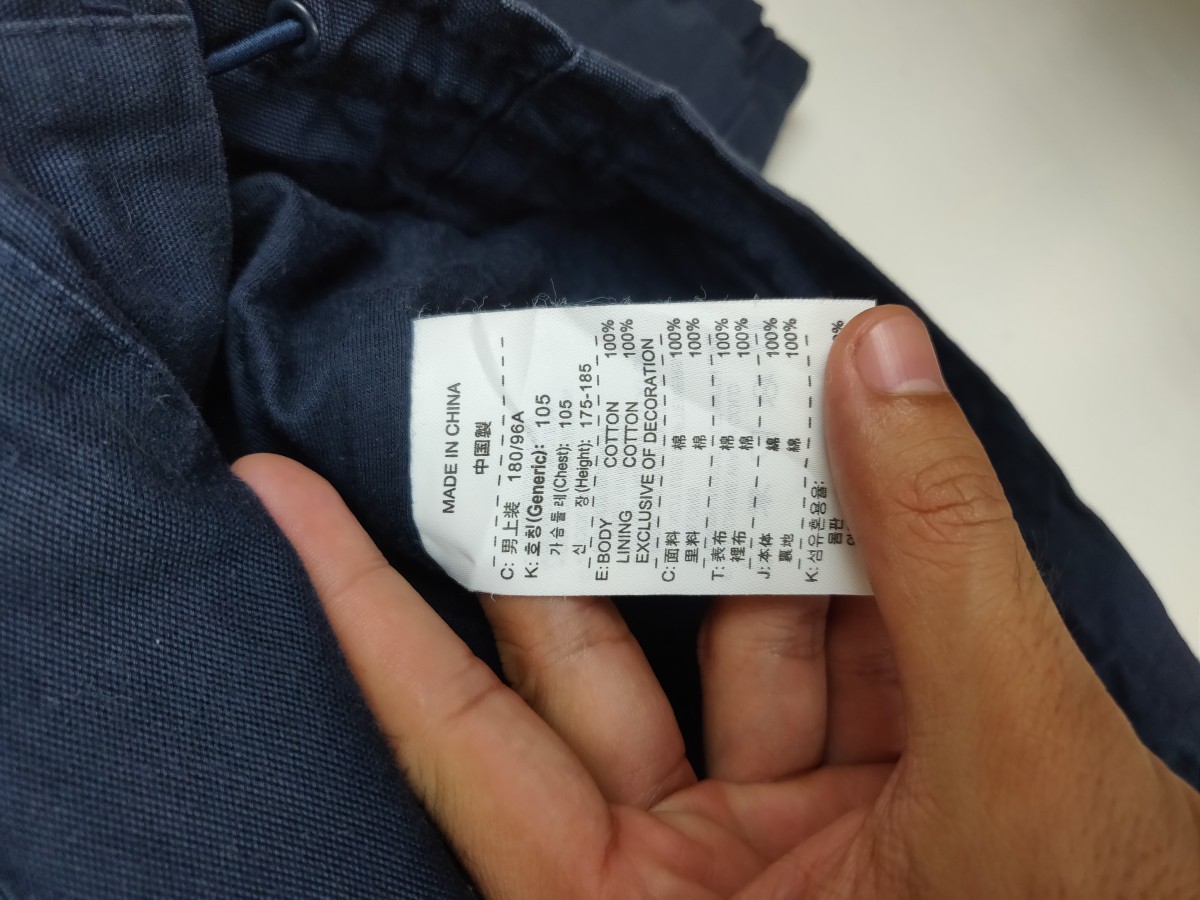 MADE IN CHINA
中国製
C: 男上装 180/96A
K: 호칭(Generic): 105
가슴둘레(Chest): 105
신 장(Height): 175-185
E: BODY COTTON 100%
LINING COTTON 100%
EXCLUSIVE OF DECORATION
C: 面料 棉 100%
里料 棉 100%
T: 表布 棉 100%
裡布 棉 100%
J: 本体 綿 100%
裏地 綿 100%
K: 섬유혼용율:
몸판